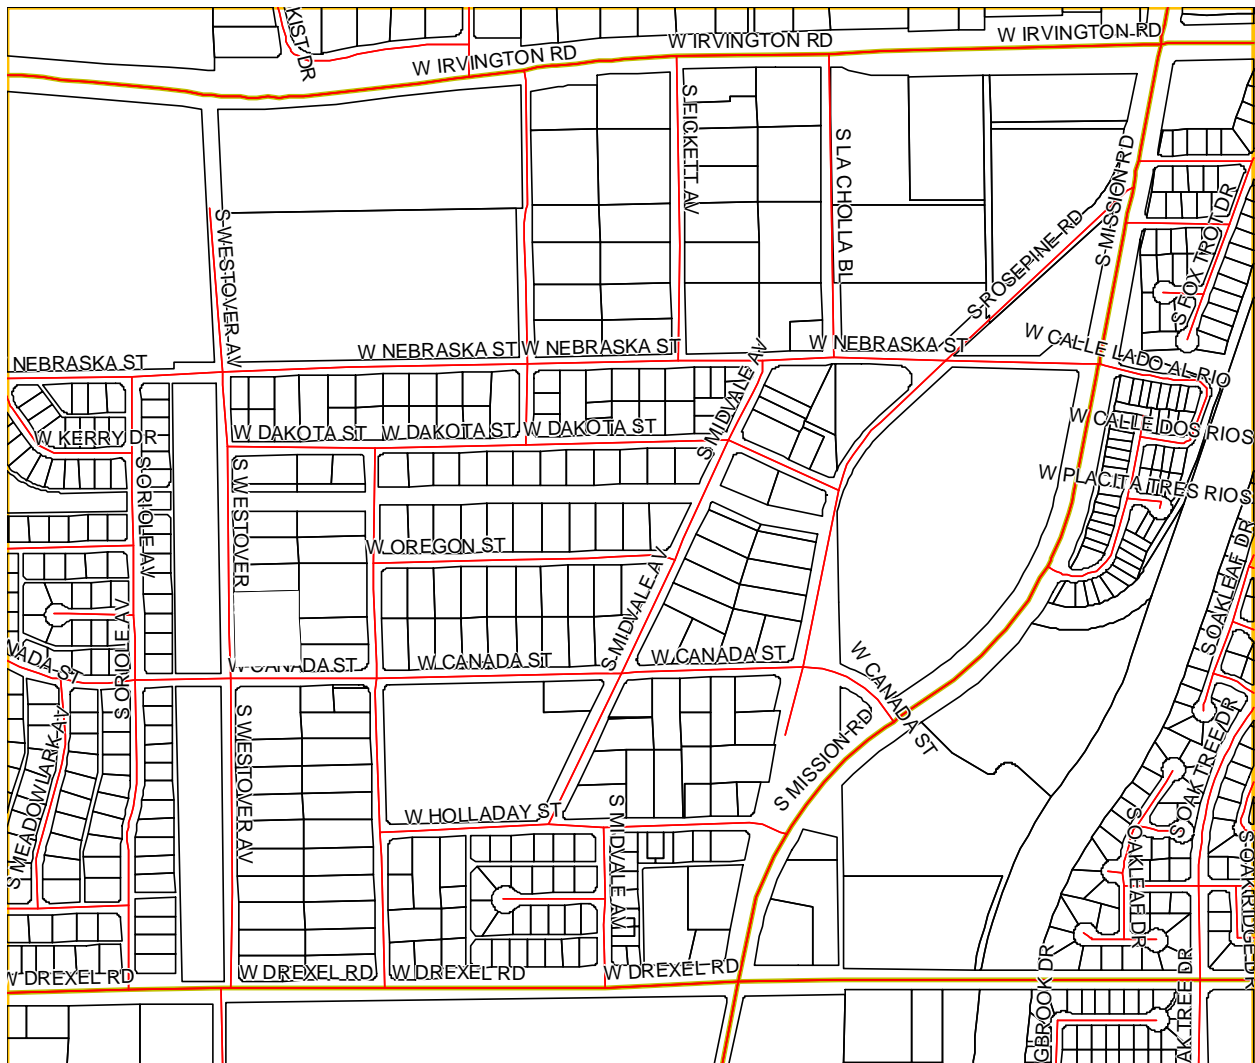 KIST DR
W IRVINGTON RD
W IRVINGTON RD
W IRVINGTON RD
S FICKETT AV
S LA CHOLLA BL
S MISSION RD
S FOX TROT DR
S ROSEPINE RD
S WESTOVER AV
NEBRASKA ST
W NEBRASKA ST
W NEBRASKA ST
W NEBRASKA ST
W CALLE LADO AL RIO
S MIDVALE AV
W KERRY DR
W DAKOTA ST
W DAKOTA ST
W DAKOTA ST
W CALLE DOS RIOS
W PLACITA TRES RIOS
S ORIOLE AV
S WESTOVER
W OREGON ST
S MIDVALE AV
S OAKLEAF DR
S ORIOLE AV
NADA ST
W CANADA ST
W CANADA ST
W CANADA ST
W CANADA ST
S MEADOWLARK AV
S WESTOVER AV
S MISSION RD
S OAK TREE DR
W HOLLADAY ST
S MIDVALE AV
S OAKLEAF DR
S OAKRIDGE DR
W DREXEL RD
W DREXEL RD
W DREXEL RD
W DREXEL RD
GBROOK DR
AK TREE DR